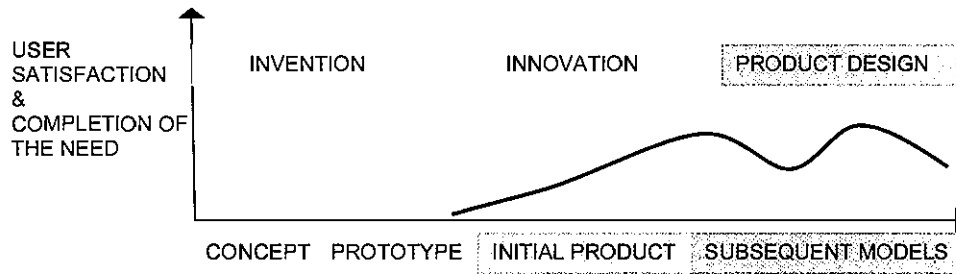 USER
SATISFACTION
&
COMPLETION OF
THE NEED
INVENTION
INNOVATION
PRODUCT DESIGN
CONCEPT
PROTOTYPE
INITIAL PRODUCT
SUBSEQUENT MODELS